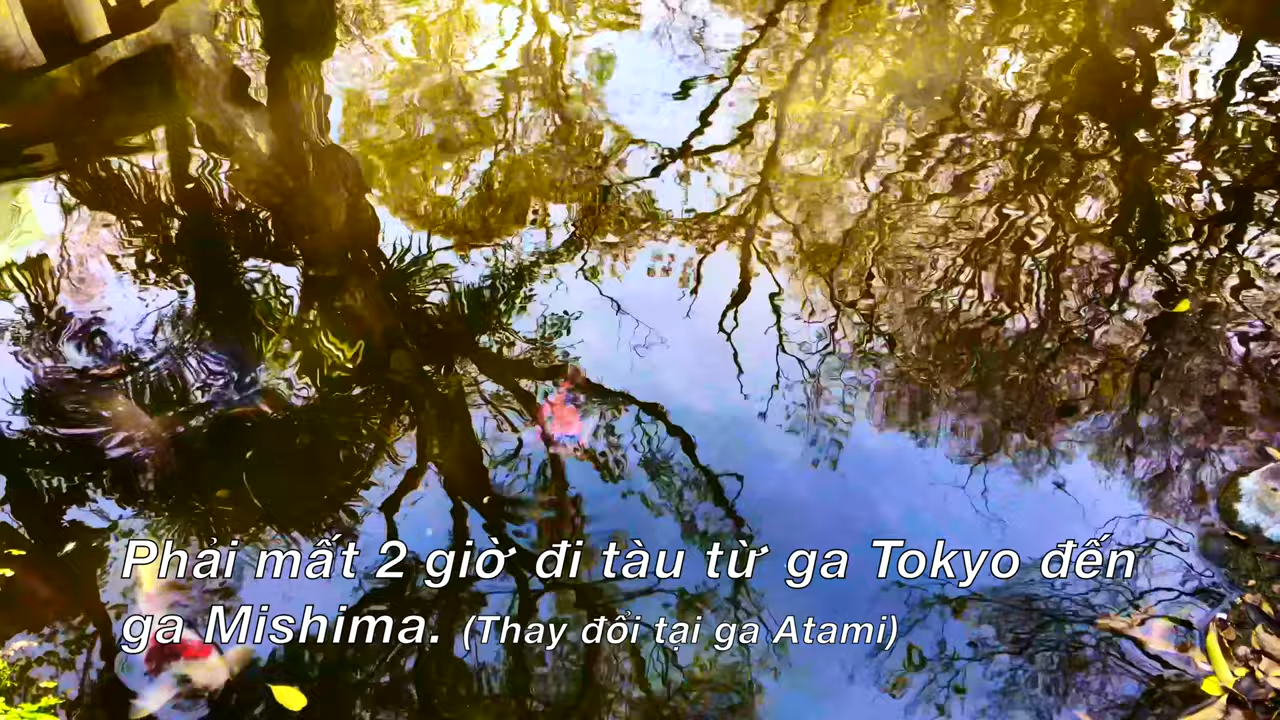 Phải mất 2 giờ đi tàu từ ga Tokyo đến
ga Mishima. (Thay đổi tại ga Atami)